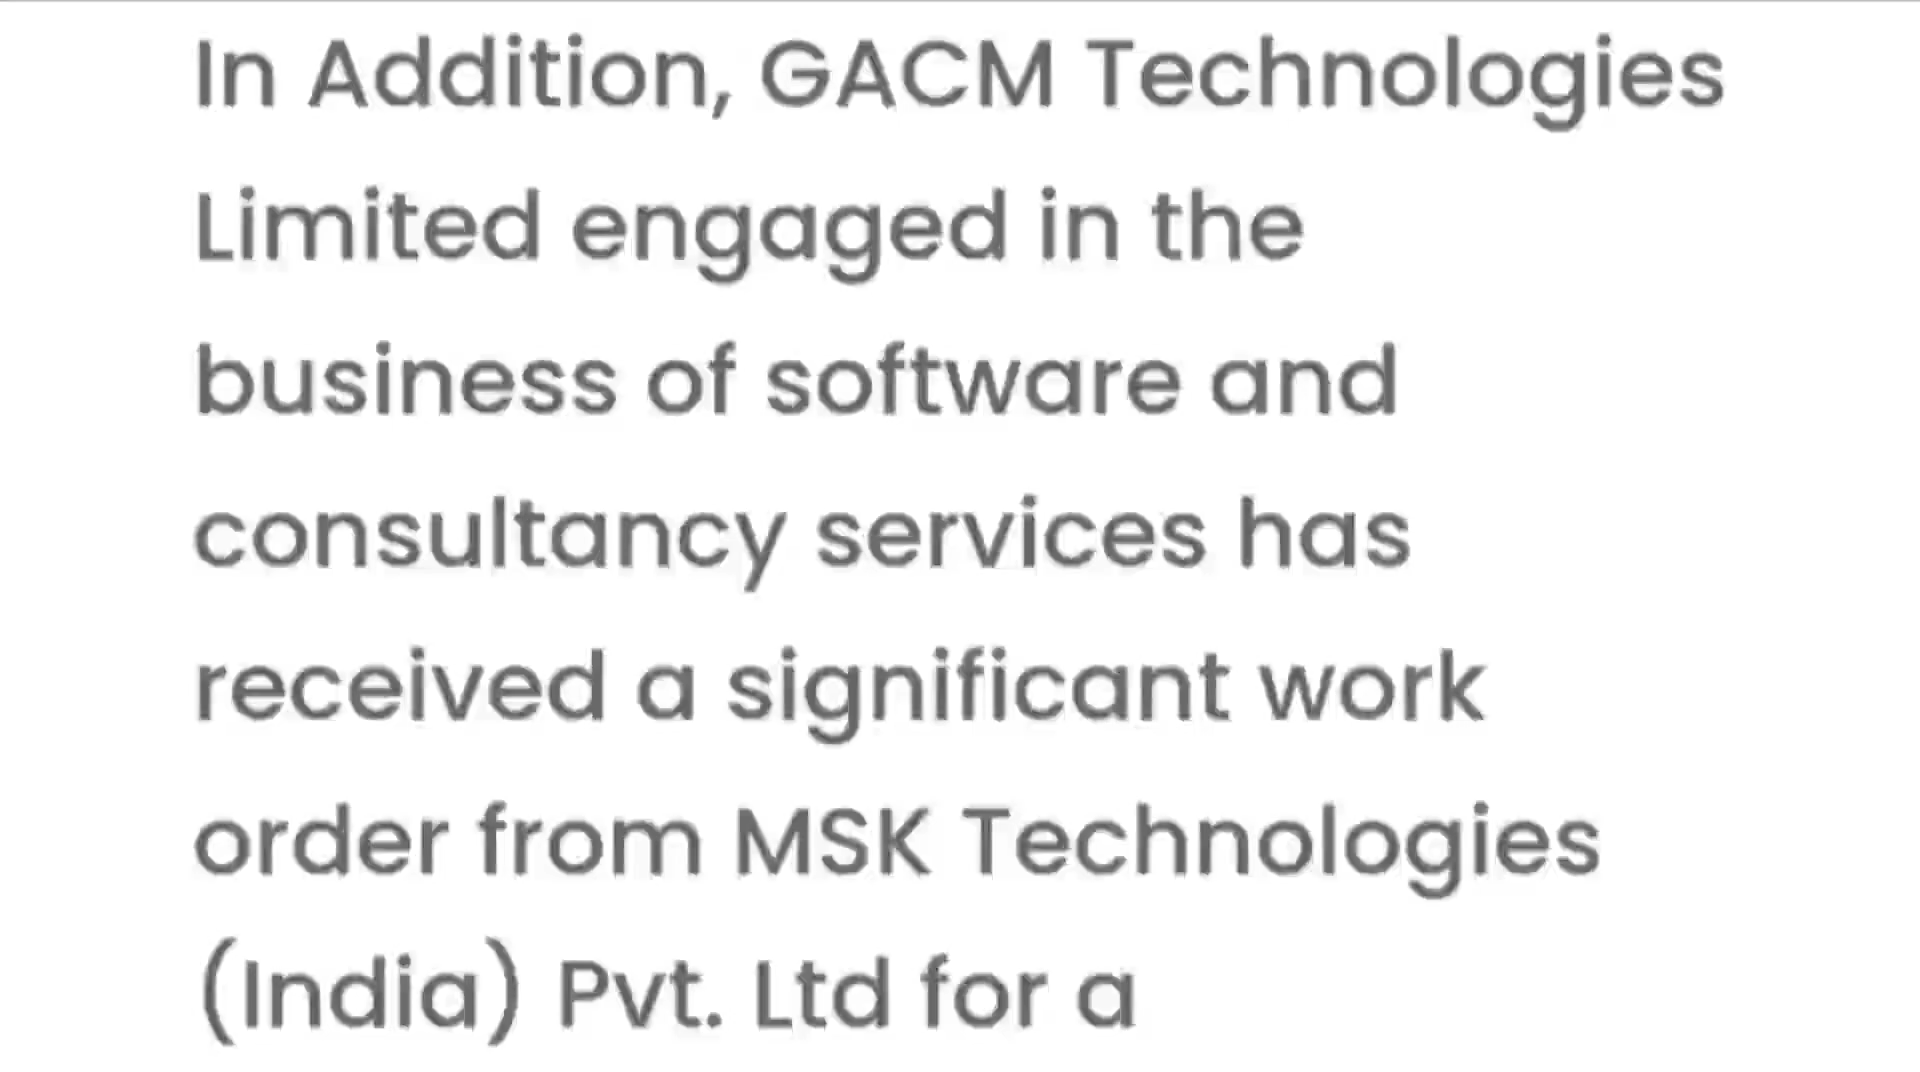 In Addition, GACM Technologies
Limited engaged in the
business of software and
consultancy services has
received a significant work
order from MSK Technologies
(India) Pvt. Ltd for a